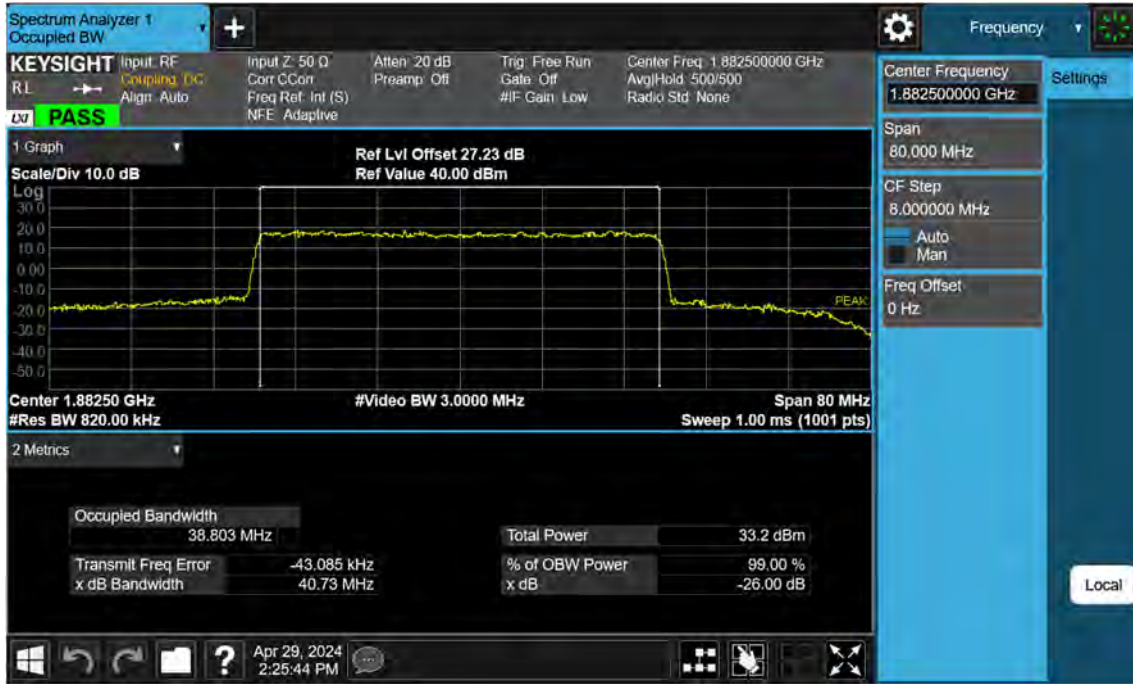 Spectrum Analyzer 1
Occupied BW
+
Frequency
KEYSIGHT
RL
LXI
PASS
Input: RF
Coupling: DC
Align: Auto
Input Z: 50 Ω
Corr CCorr
Freq Ref: Int (S)
NFE: Adaptive
Atten: 20 dB
Preamp: Off
Trig: Free Run
Gate: Off
#IF Gain: Low
Center Freq: 1.882500000 GHz
Avg|Hold: 500/500
Radio Std: None
Center Frequency
1.882500000 GHz
Settings
Span
80.000 MHz
CF Step
8.000000 MHz
Auto
Man
Freq Offset
0 Hz
1 Graph
Scale/Div 10.0 dB
Ref Lvl Offset 27.23 dB
Ref Value 40.00 dBm
Log
30.0
20.0
10.0
0.00
-10.0
-20.0
-30.0
-40.0
-50.0
PEAK
Center 1.88250 GHz
#Video BW 3.0000 MHz
Span 80 MHz
#Res BW 820.00 kHz
Sweep 1.00 ms (1001 pts)
2 Metrics
Occupied Bandwidth
38.803 MHz
Total Power 33.2 dBm
Transmit Freq Error -43.085 kHz
% of OBW Power 99.00 %
x dB Bandwidth 40.73 MHz
x dB -26.00 dB
Local
?
Apr 29, 2024
2:25:44 PM